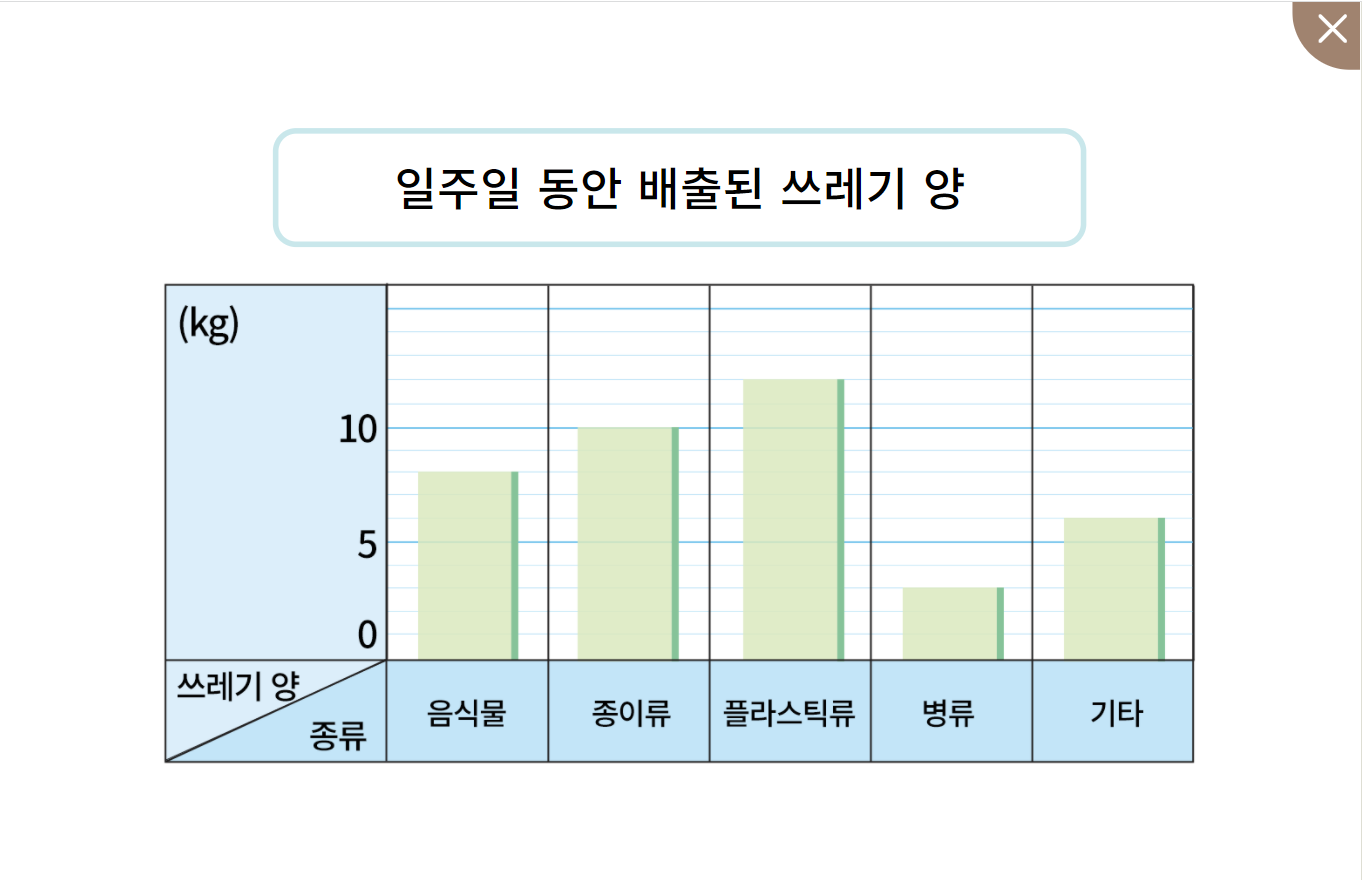 일주일 동안 배출된 쓰레기 양
(kg)
10
5
0
쓰레기 양
종류
음식물
종이류
플라스틱류
병류
기타